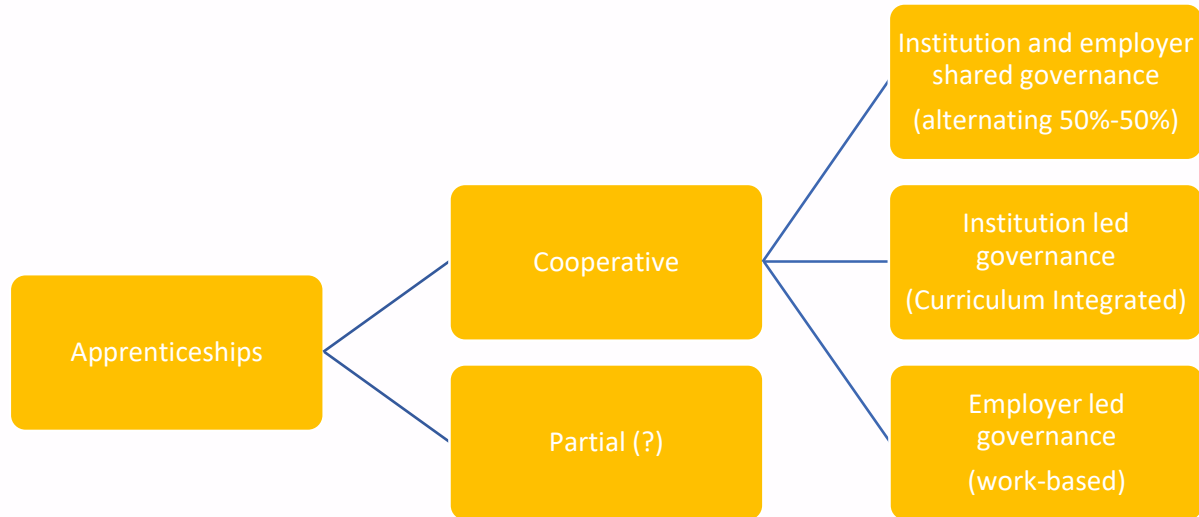 Apprenticeships
Cooperative
Partial (?)
Institution and employer
shared governance
(alternating 50%-50%)
Institution led
governance
(Curriculum Integrated)
Employer led
governance
(work-based)